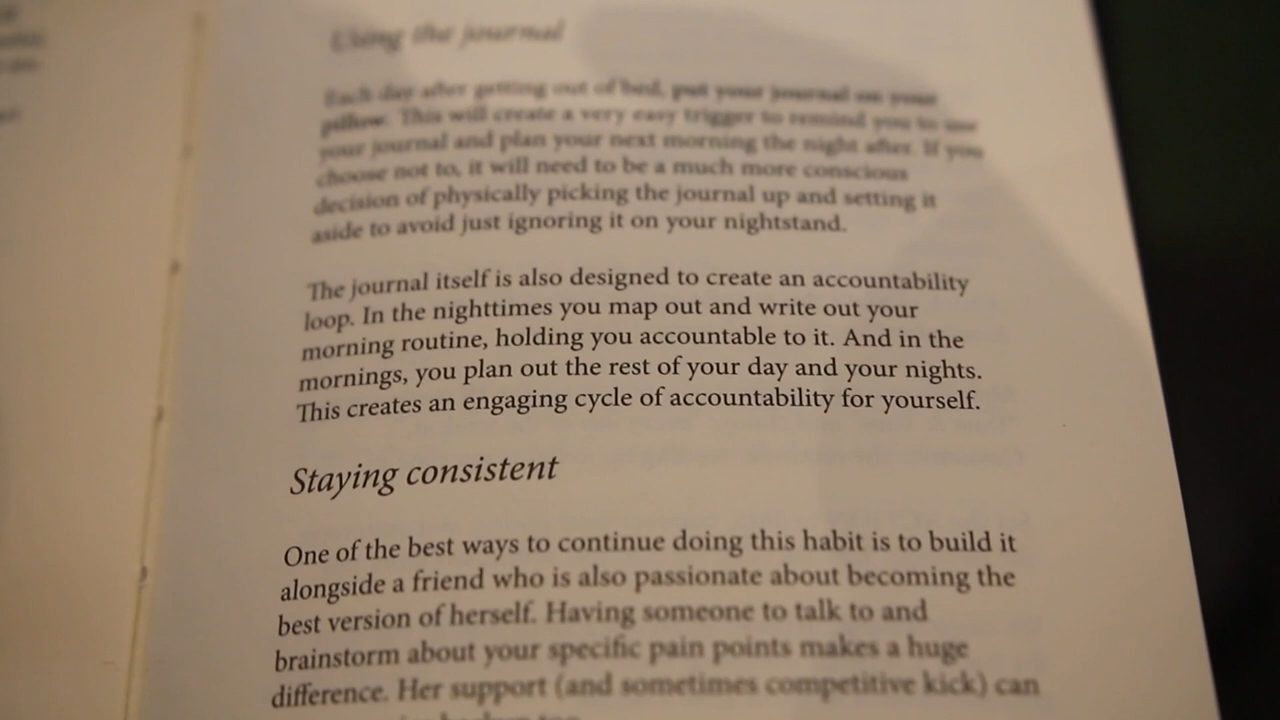 Using the journal
Each day after getting out of bed, put your journal on your
pillow. This will create a very easy trigger to remind you to use
your journal and plan your next morning the night after. If you
choose not to, it will need to be a much more conscious
decision of physically picking the journal up and setting it
aside to avoid just ignoring it on your nightstand.
The journal itself is also designed to create an accountability
loop. In the nighttimes you map out and write out your
morning routine, holding you accountable to it. And in the
mornings, you plan out the rest of your day and your nights.
This creates an engaging cycle of accountability for yourself.
Staying consistent
One of the best ways to continue doing this habit is to build it
alongside a friend who is also passionate about becoming the
best version of herself. Having someone to talk to and
brainstorm about your specific pain points makes a huge
difference. Her support (and sometimes competitive kick) can